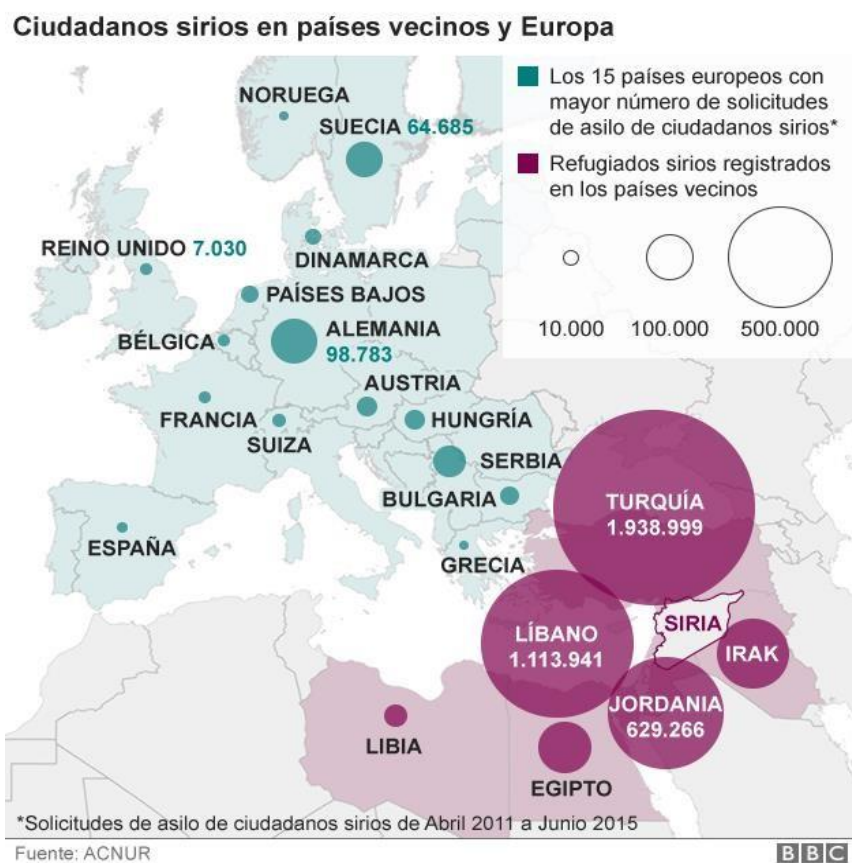 Ciudadanos sirios en países vecinos y Europa
Los 15 países europeos con
mayor número de solicitudes
de asilo de ciudadanos sirios*
Refugiados sirios registrados
en los países vecinos
10.000
100.000
500.000
NORUEGA
SUECIA 64.685
REINO UNIDO 7.030
DINAMARCA
PAÍSES BAJOS
BÉLGICA
ALEMANIA
98.783
AUSTRIA
FRANCIA
SUIZA
HUNGRÍA
SERBIA
BULGARIA
ESPAÑA
GRECIA
TURQUÍA
1.938.999
LÍBANO
1.113.941
SIRIA
IRAK
JORDANIA
629.266
LIBIA
EGIPTO
*Solicitudes de asilo de ciudadanos sirios de Abril 2011 a Junio 2015
Fuente: ACNUR
BBC